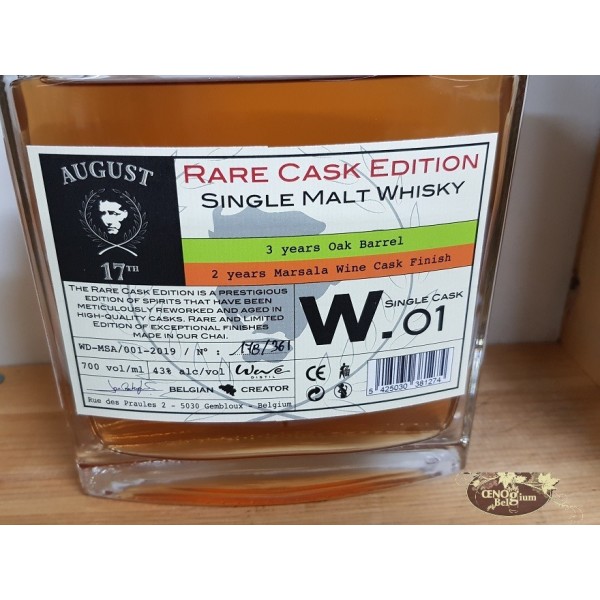 AUGUST
17TH
RARE CASK EDITION
SINGLE MALT WHISKY
3 years Oak Barrel
2 years Marsala Wine Cask Finish
THE RARE CASK EDITION IS A PRESTIGIOUS
EDITION OF SPIRITS THAT HAVE BEEN
METICULOUSLY REWORKED AND AGED IN
HIGH-QUALITY CASKS. RARE AND LIMITED
EDITION OF EXCEPTIONAL FINISHES
MADE IN OUR CHAI.
WD-MSA/001-2019 / N° : 178/361
700 vol/ml 43% alc/vol Wave
DISTIL
BELGIAN CREATOR
Rue des Praules 2 - 5030 Gembloux - Belgium
SINGLE CASK
W-01
CE
5 425030 381274
ŒNOgium
Bel